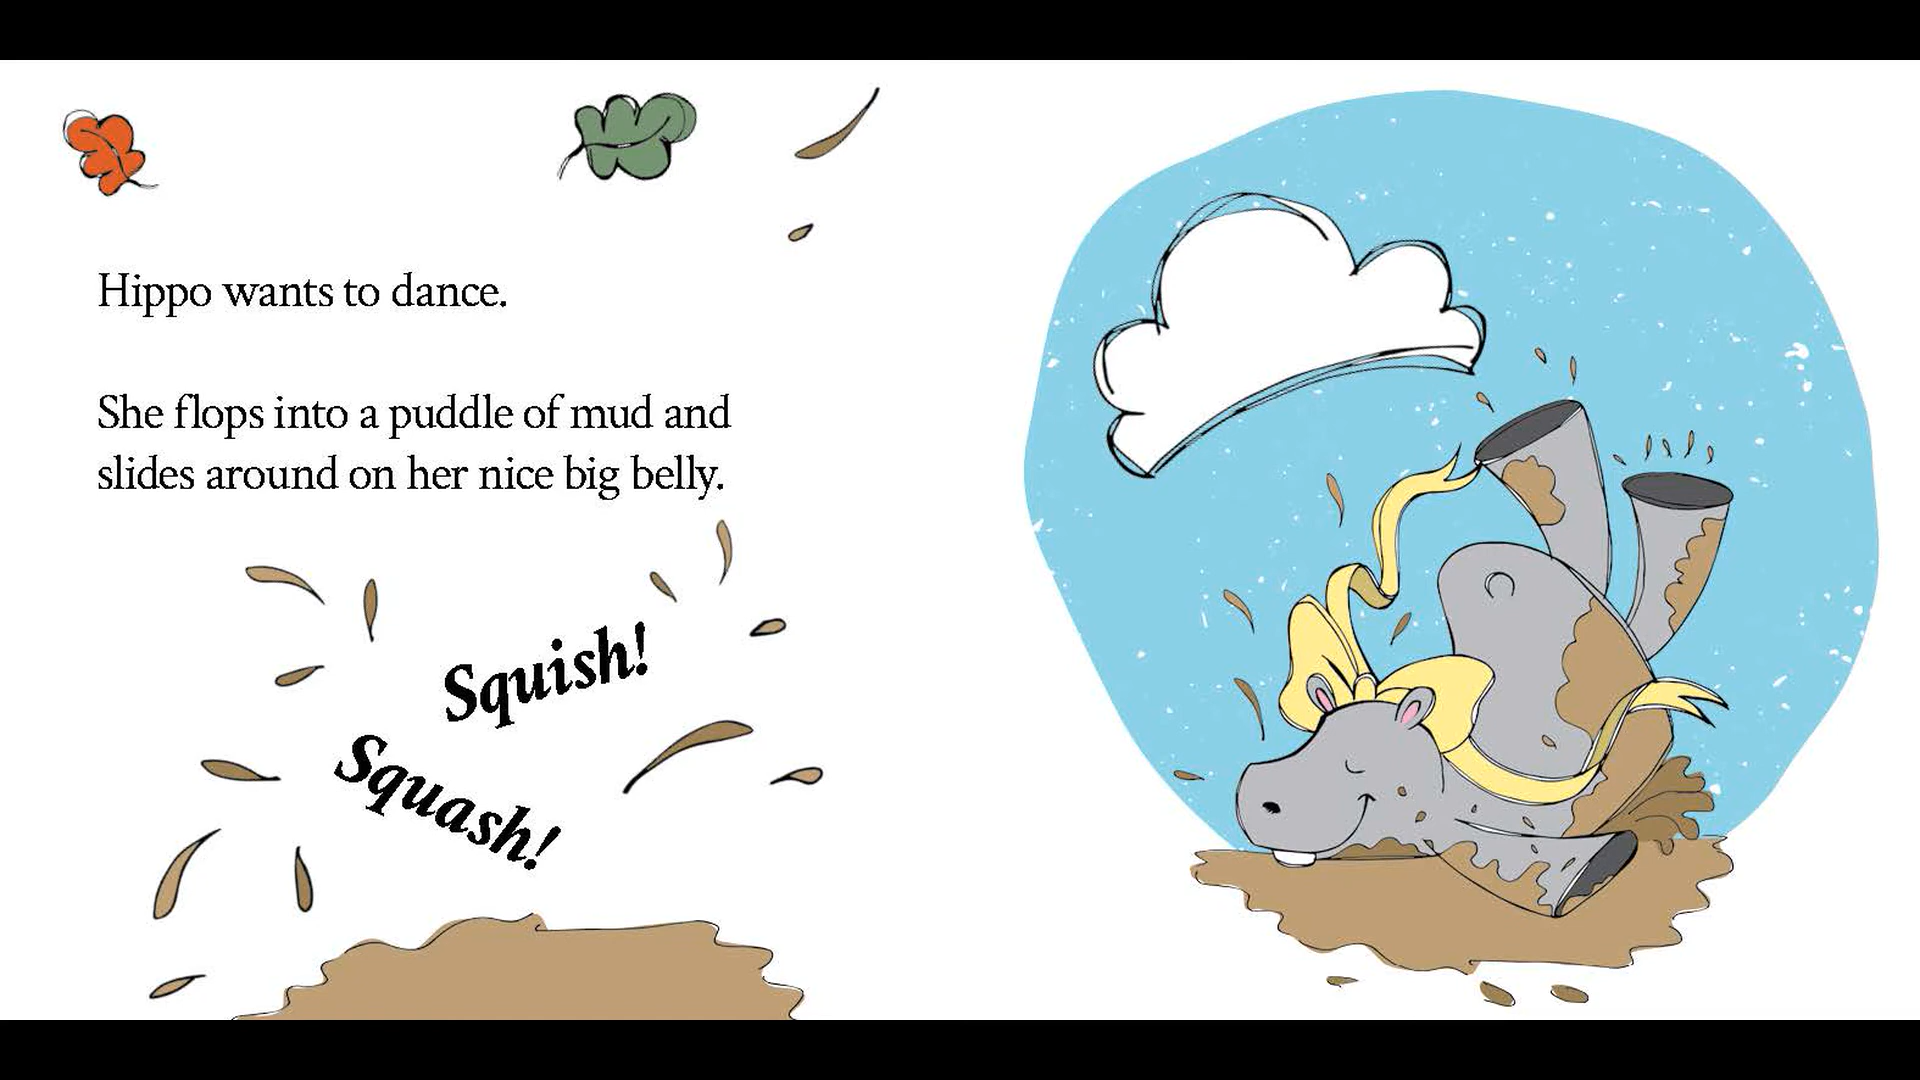 Hippo wants to dance.
She flops into a puddle of mud and
slides around on her nice big belly.
Squish!
Squash!